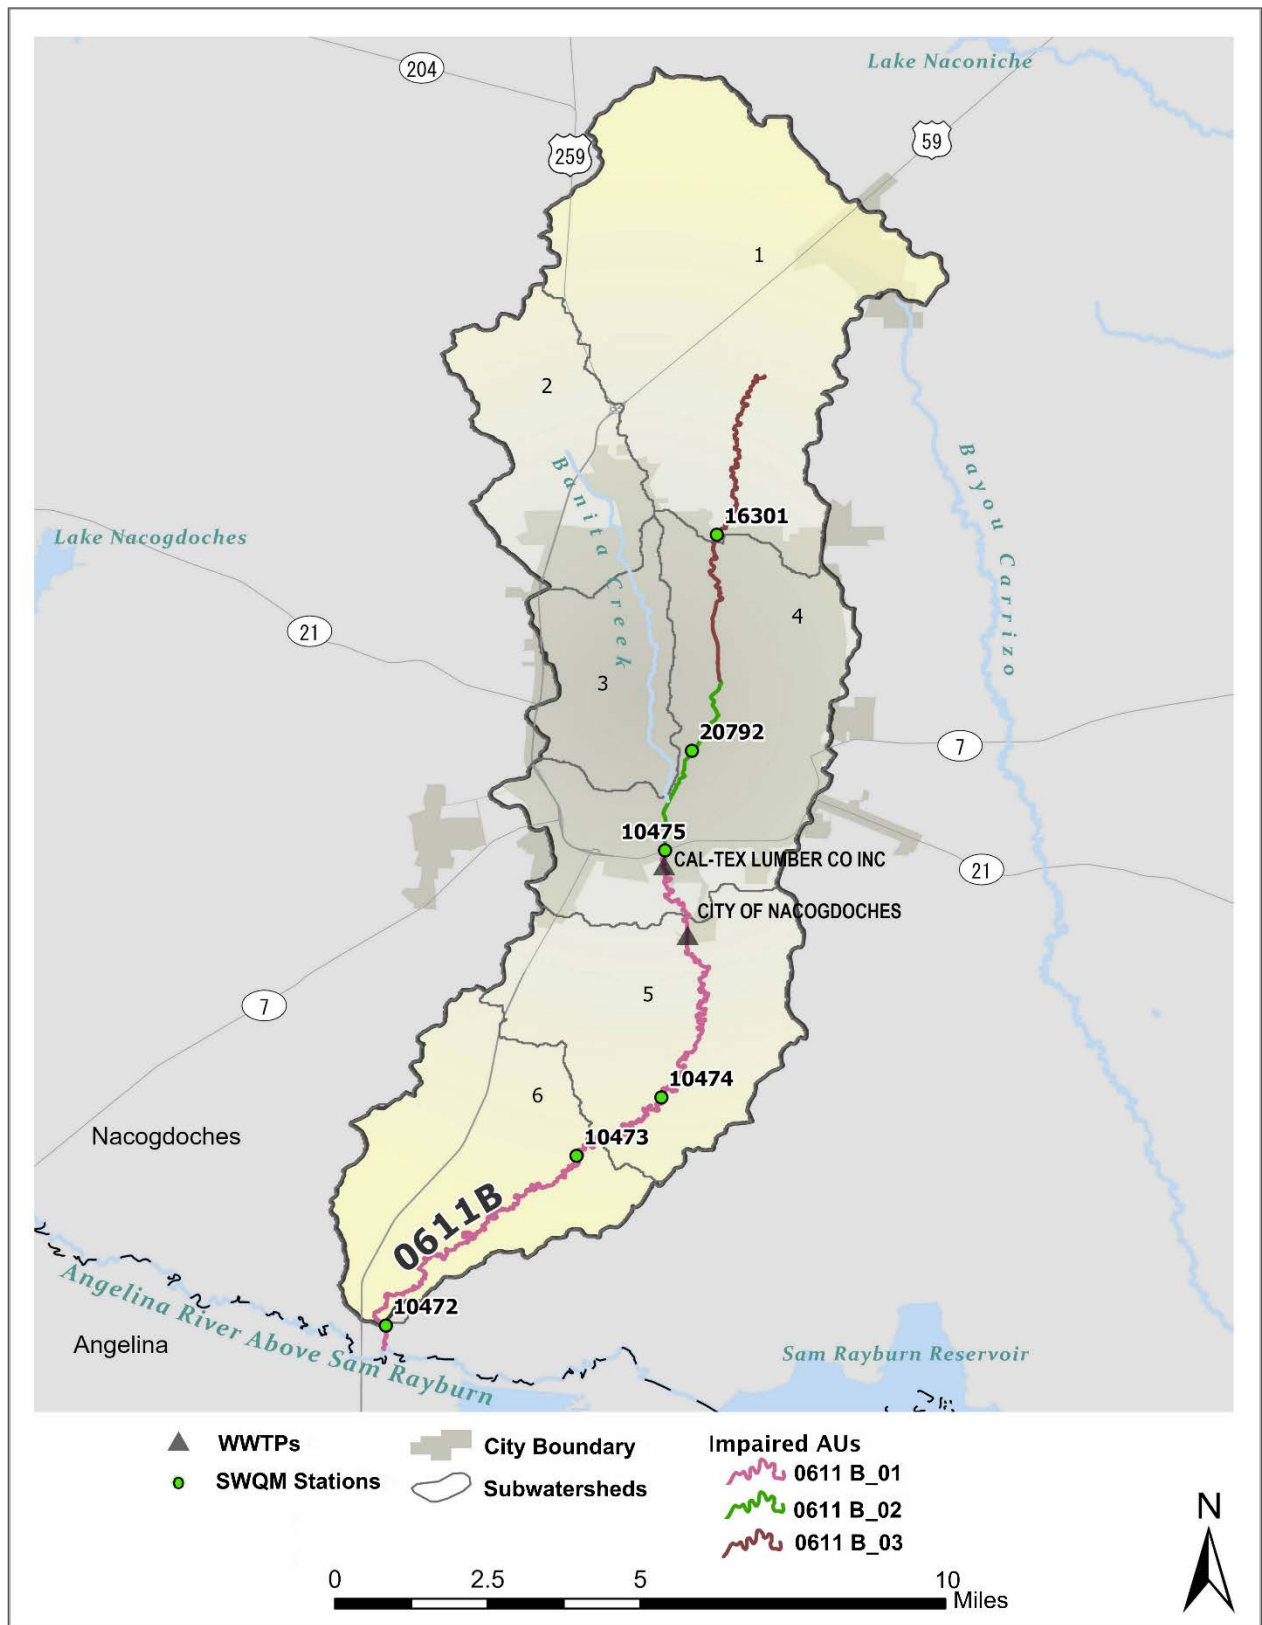 Lake Naconiche
204
259
59
1
2
Banita Creek
16301
Lake Nacogdoches
Bayou Carrizo
21
4
3
20792
7
10475
CAL-TEX LUMBER CO INC
21
CITY OF NACOGDOCHES
7
5
10474
6
10473
Nacogdoches
0611B
10472
Angelina River Above Sam Rayburn
Angelina
Sam Rayburn Reservoir
WWTPs
City Boundary
Impaired AUs
SWQM Stations
Subwatersheds
0611 B_01
0611 B_02
0611 B_03
N
0 2.5 5 10
Miles